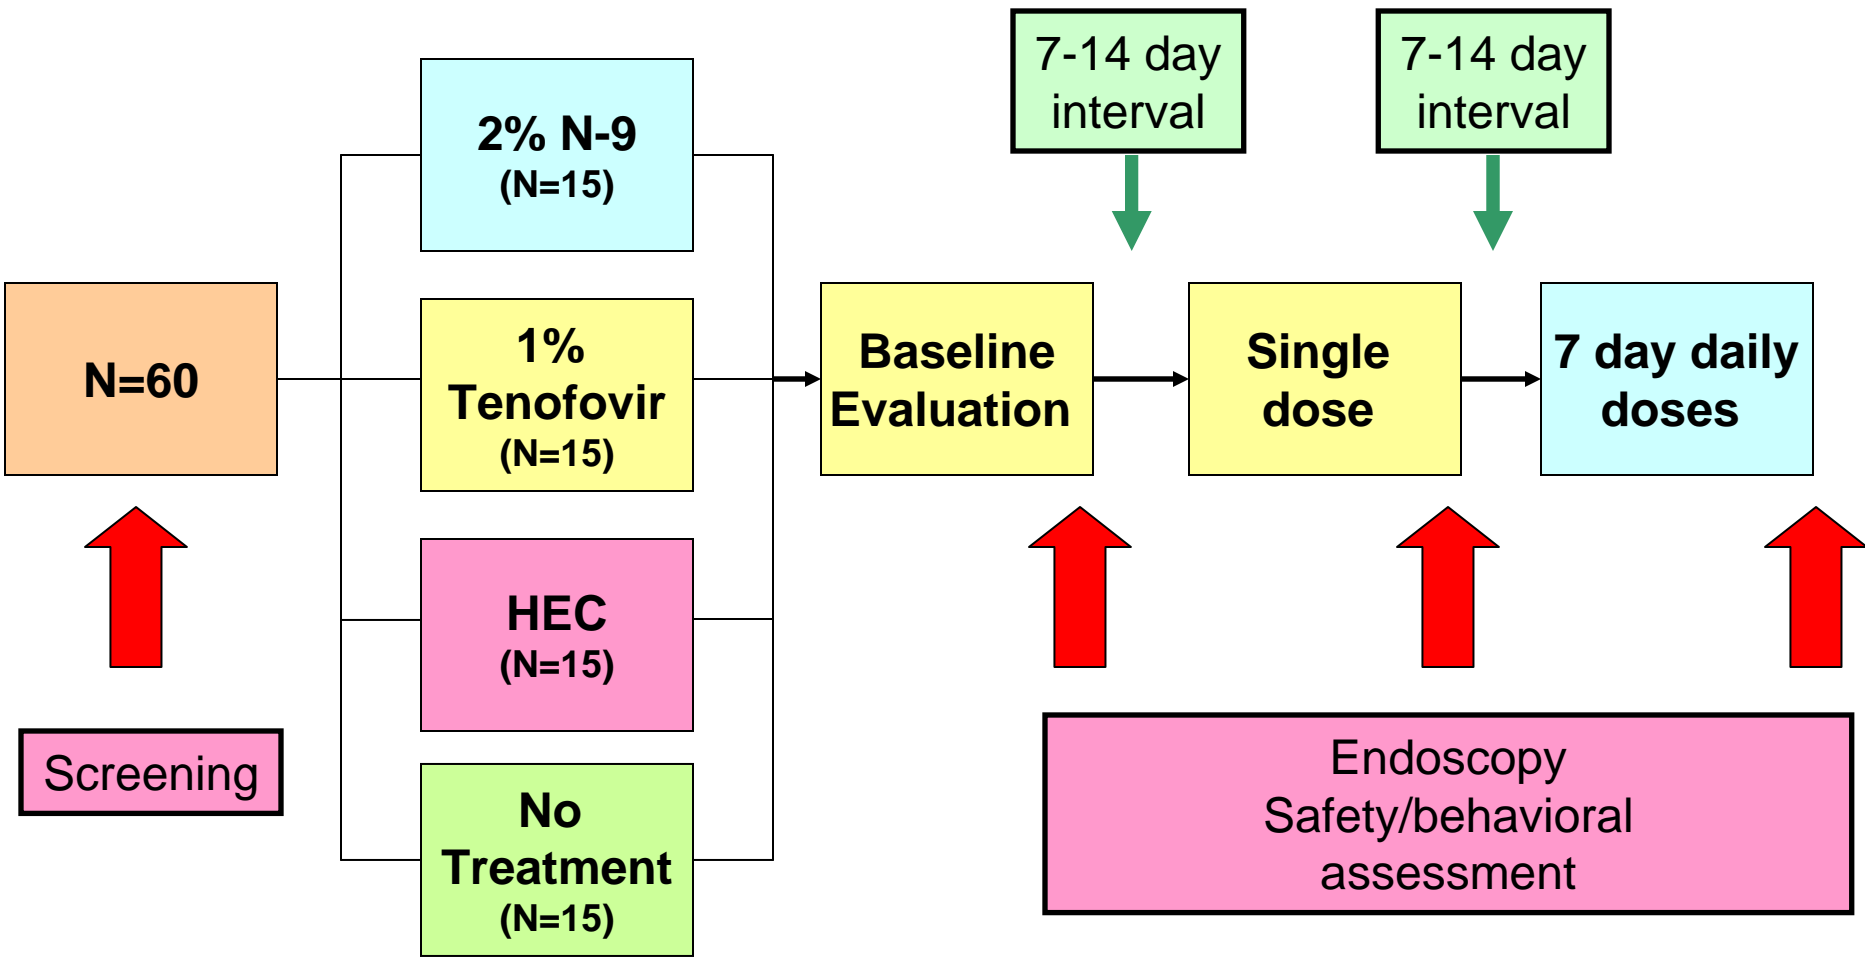 N=60
Screening
2% N-9
(N=15)
1%
Tenofovir
(N=15)
HEC
(N=15)
No
Treatment
(N=15)
Baseline
Evaluation
7-14 day
interval
Single
dose
7-14 day
interval
7 day daily
doses
Endoscopy
Safety/behavioral
assessment